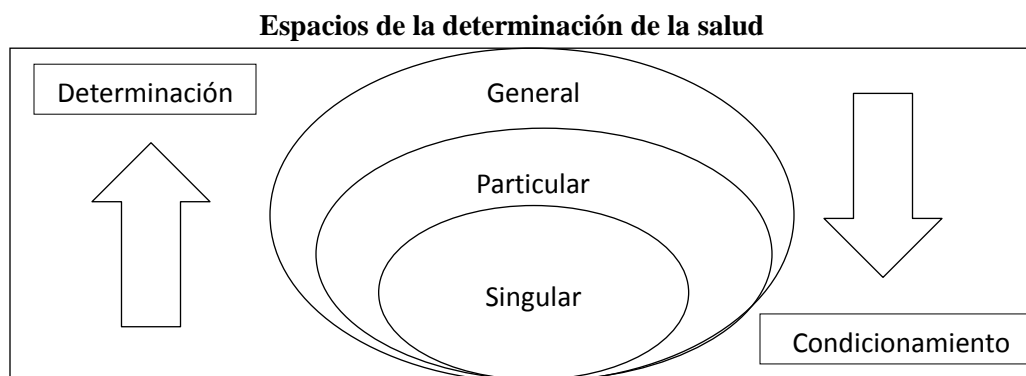 Espacios de la determinación de la salud
Determinación
General
Particular
Singular
Condicionamiento